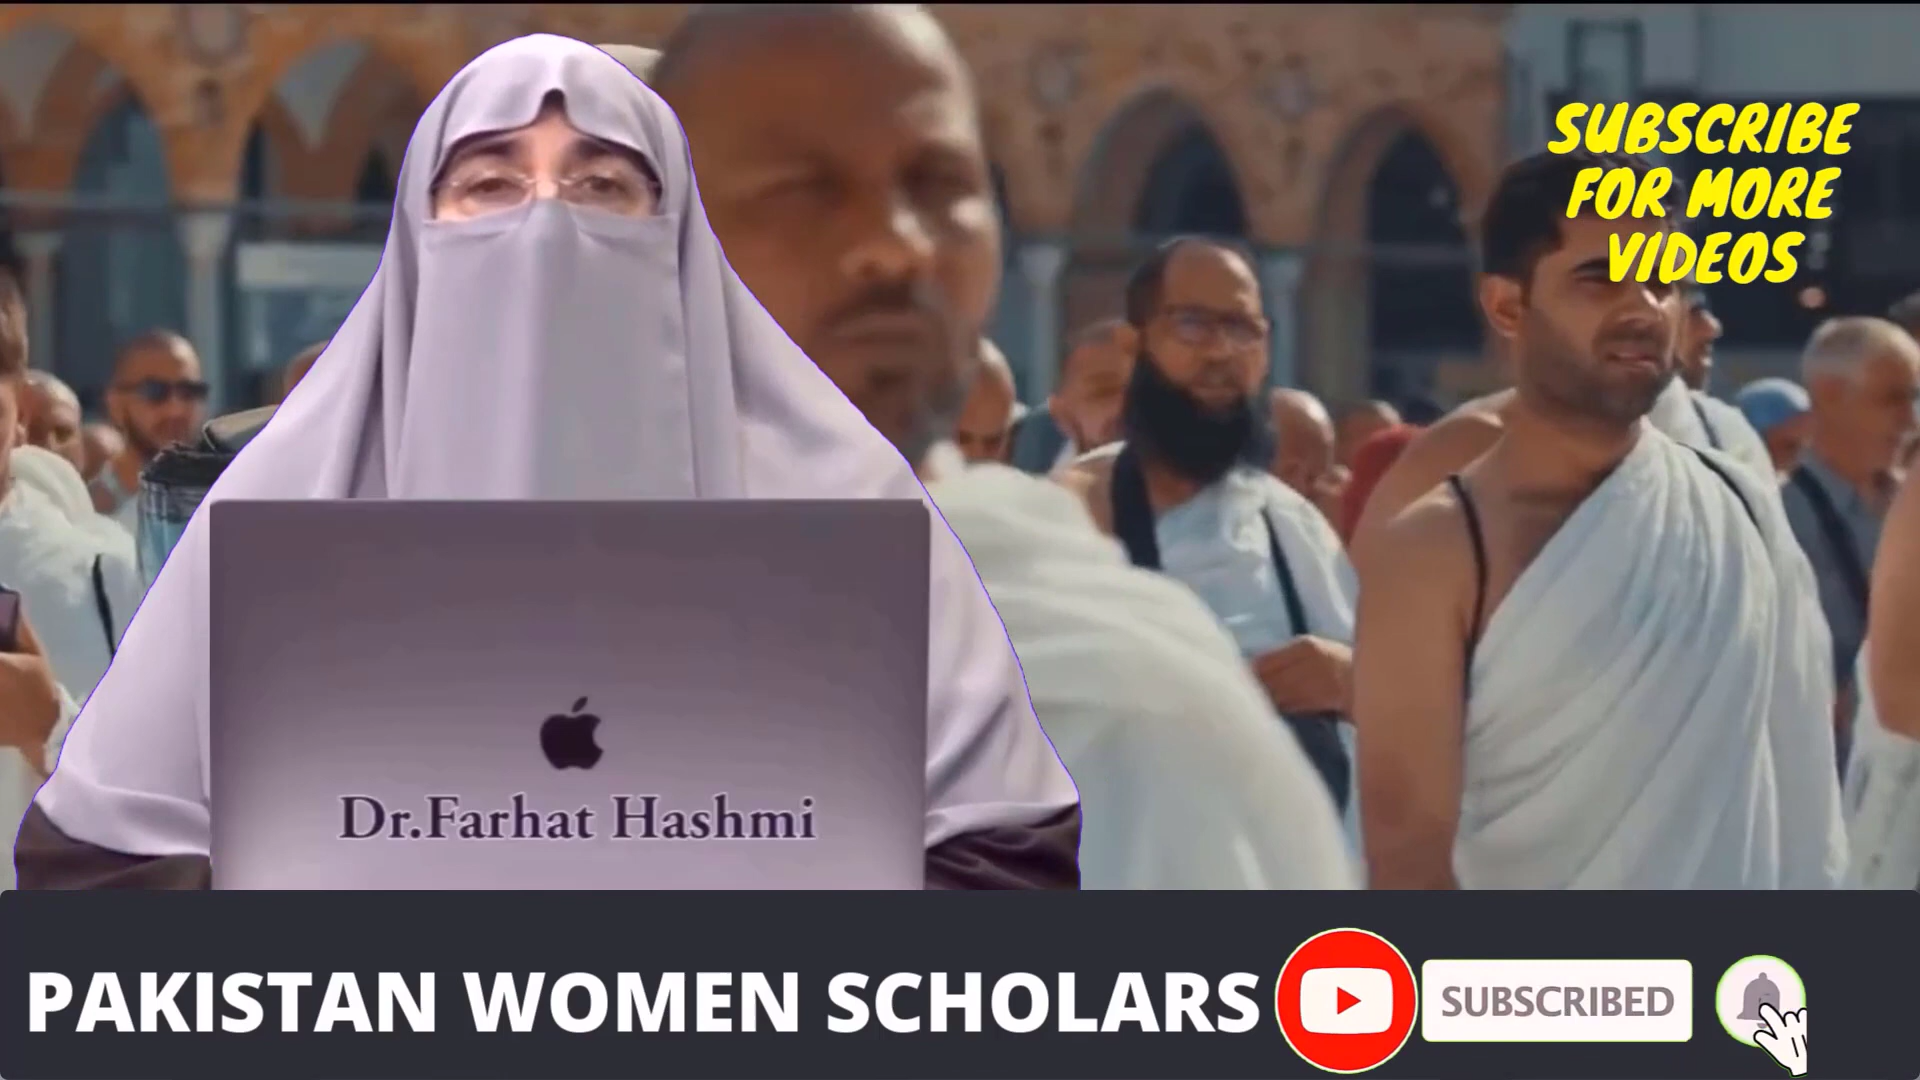 SUBSCRIBE
FOR MORE
VIDEOS
Dr.Farhat Hashmi
PAKISTAN WOMEN SCHOLARS
SUBSCRIBED